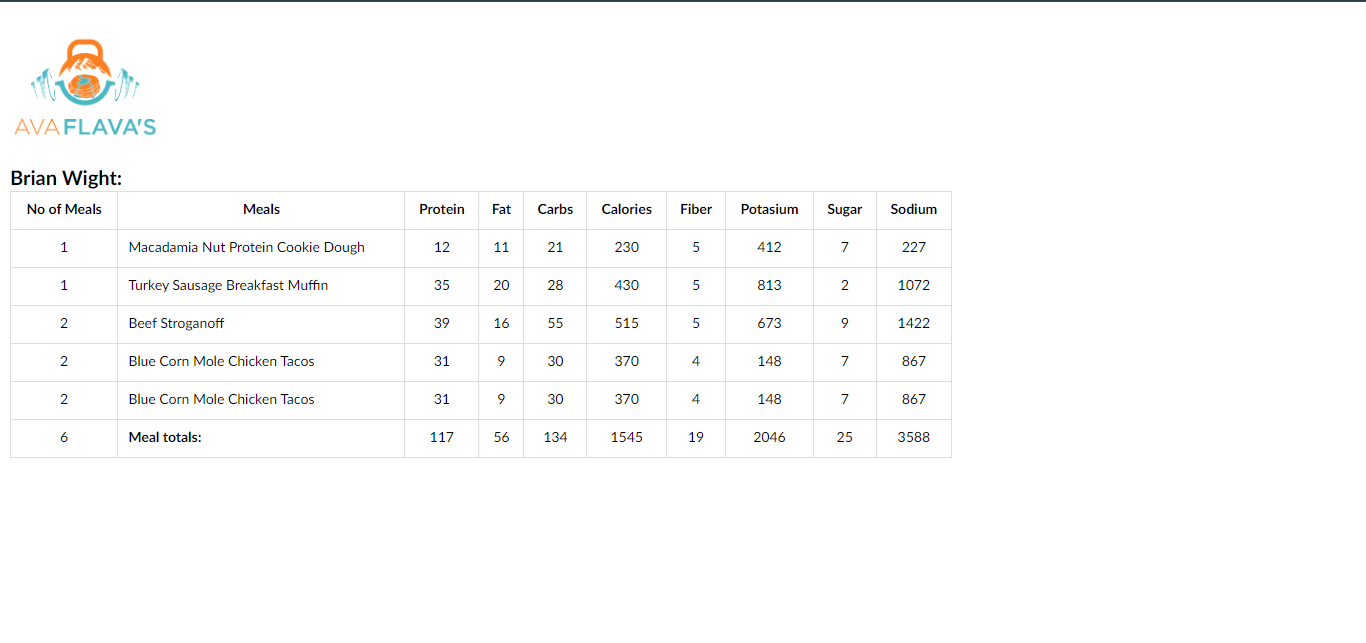 AVA FLAVA'S
Brian Wight:
No of Meals Meals Protein Fat Carbs Calories Fiber Potasium Sugar Sodium
1 Macadamia Nut Protein Cookie Dough 12 11 21 230 5 412 7 227
1 Turkey Sausage Breakfast Muffin 35 20 28 430 5 813 2 1072
2 Beef Stroganoff 39 16 55 515 5 673 9 1422
2 Blue Corn Mole Chicken Tacos 31 9 30 370 4 148 7 867
2 Blue Corn Mole Chicken Tacos 31 9 30 370 4 148 7 867
6 Meal totals: 117 56 134 1545 19 2046 25 3588